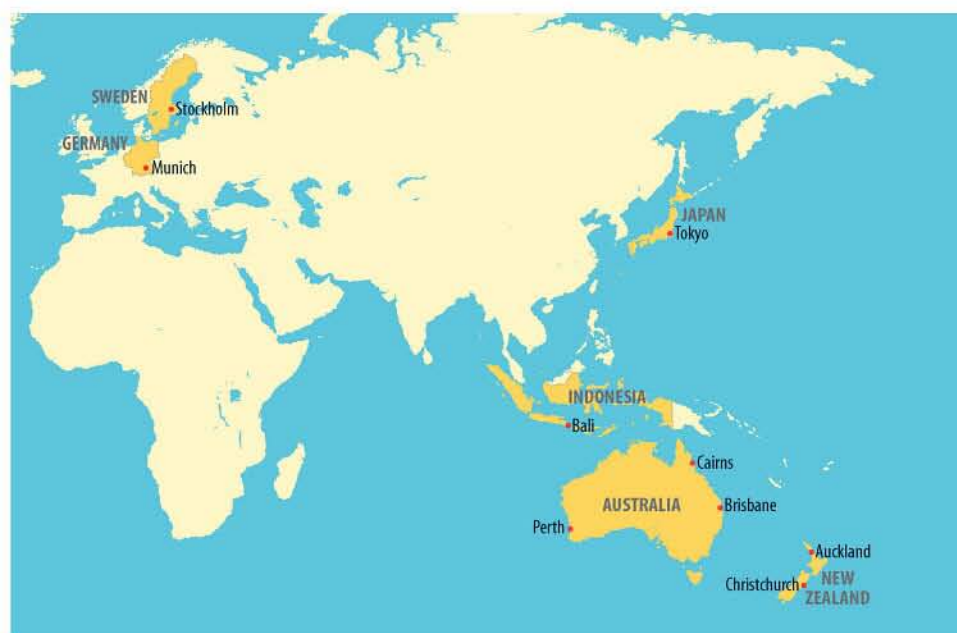 SWEDEN
Stockholm
GERMANY
Munich
JAPAN
Tokyo
INDONESIA
Bali
Cairns
AUSTRALIA
Brisbane
Perth
Auckland
Christchurch
NEW
ZEALAND